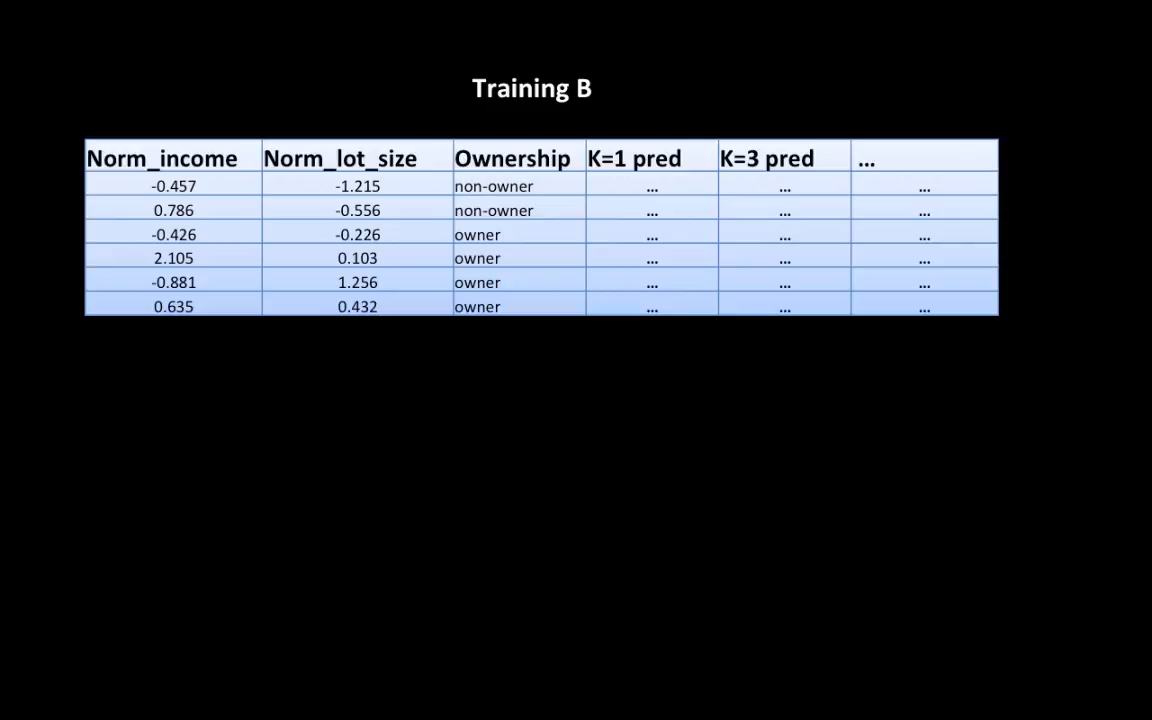 Training B
Norm_income Norm_lot_size Ownership K=1 pred K=3 pred ...
-0.457 -1.215 non-owner ... ... ...
0.786 -0.556 non-owner ... ... ...
-0.426 -0.226 owner ... ... ...
2.105 0.103 owner ... ... ...
-0.881 1.256 owner ... ... ...
0.635 0.432 owner ... ... ...